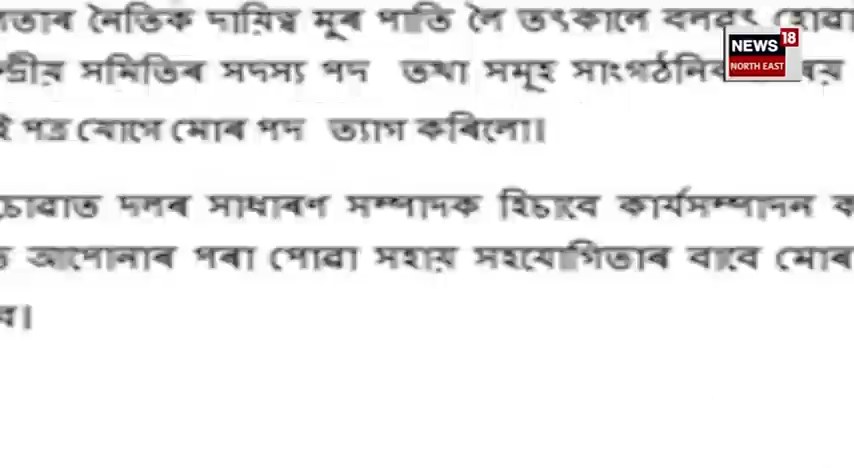 নৈতিক দায়িত্ব মূৰ পাতি লৈ তৎকালে বলৱৎ হোৱা
NEWS 18
NORTH EAST
সমিতিৰ সদস্য পদ তথা সমূহ
পত্ৰ যোগে মোৰ পদ ত্যাগ কৰিলো।
দলৰ সাধাৰণ সম্পাদক হিচাবে কাৰ্যসম্পাদন
আপোনাৰ পৰা পোৱা সহায় সহযোগিতাৰ বাবে মোৰ